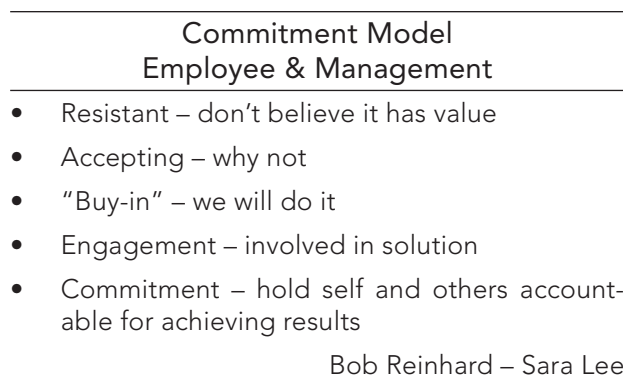 Commitment Model
Employee & Management
• Resistant – don’t believe it has value
• Accepting – why not
• “Buy-in” – we will do it
• Engagement – involved in solution
• Commitment – hold self and others account-
able for achieving results
Bob Reinhard – Sara Lee